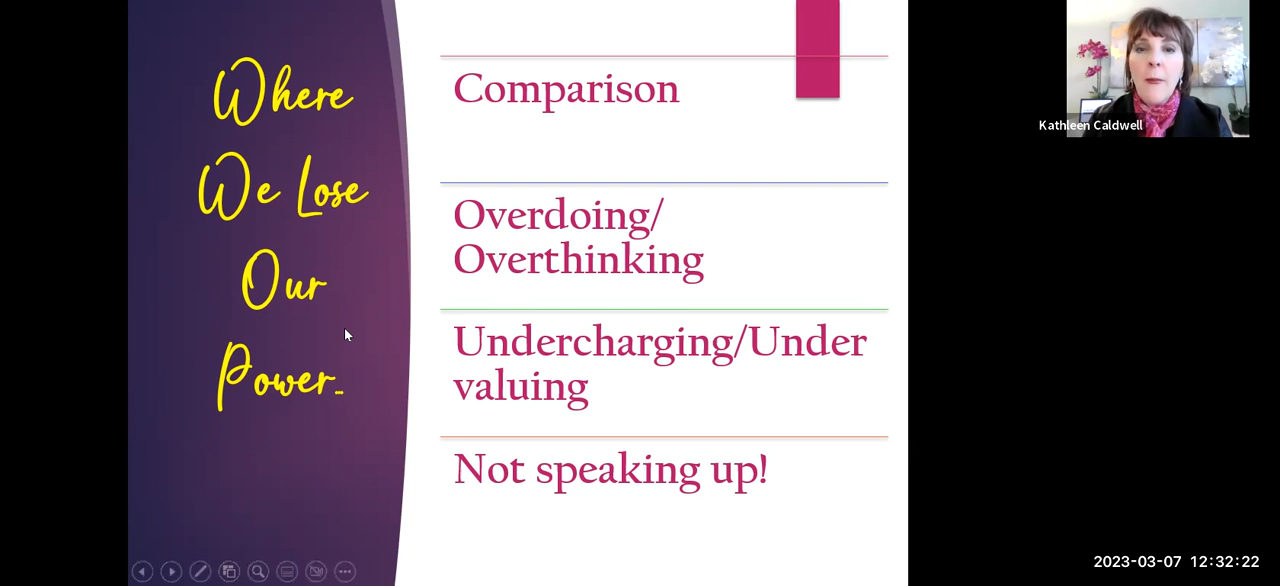 Where
We Lose
Our
Power...
Comparison
Overdoing/
Overthinking
Undercharging/Under
valuing
Not speaking up!
Kathleen Caldwell
2023-03-07 12:32:22